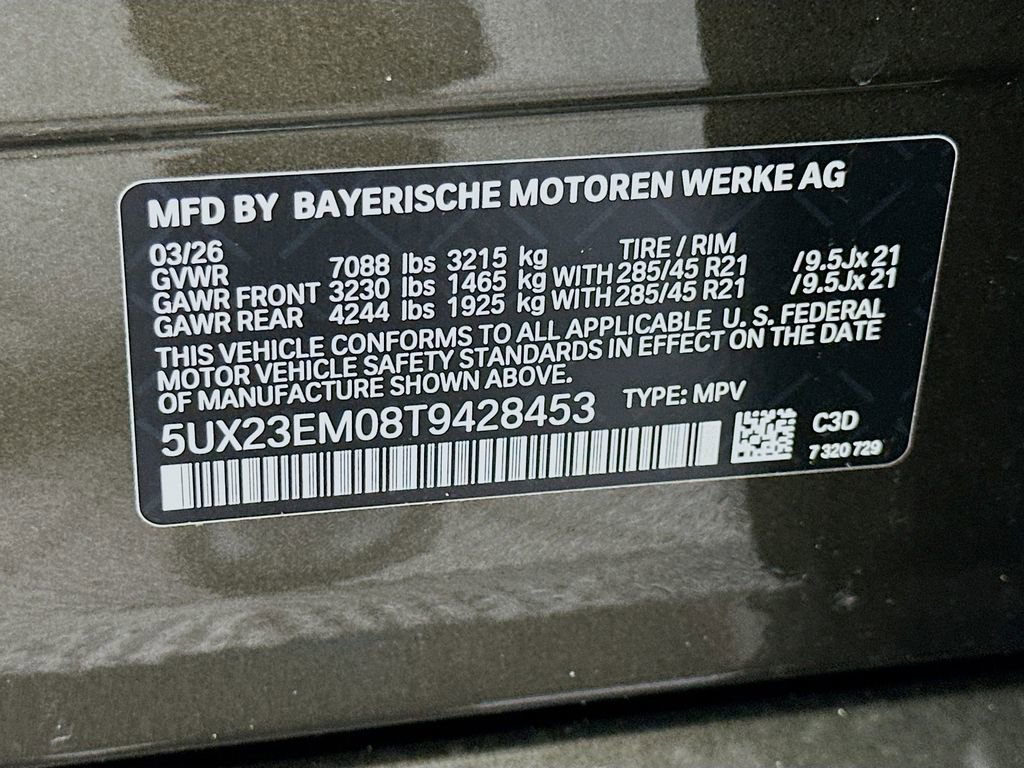 MFD BY BAYERISCHE MOTOREN WERKE AG
03/26 TIRE / RIM
GVWR 7088 lbs 3215 kg
GAWR FRONT 3230 lbs 1465 kg WITH 285/45 R21 /9.5Jx21
GAWR REAR 4244 lbs 1925 kg WITH 285/45 R21 /9.5Jx21
THIS VEHICLE CONFORMS TO ALL APPLICABLE U. S. FEDERAL
MOTOR VEHICLE SAFETY STANDARDS IN EFFECT ON THE DATE
OF MANUFACTURE SHOWN ABOVE.
5UX23EM08T9428453 TYPE: MPV
C3D
7 320 729